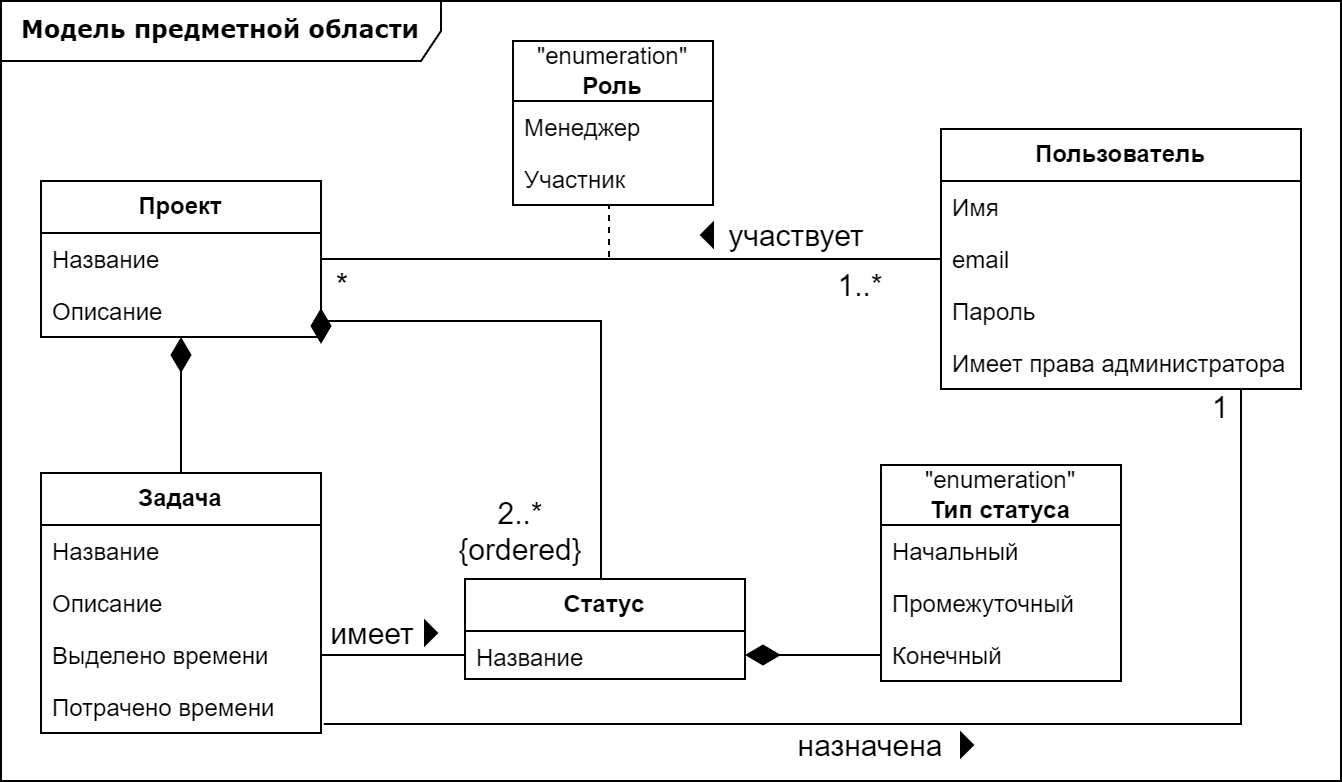 Модель предметной области
"enumeration"
Роль
Менеджер
Участник
Пользователь
Имя
email
Пароль
Имеет права администратора
Проект
Название
Описание
участвует
*
1..*
1
2..*
{ordered}
Задача
Название
Описание
Выделено времени
Потрачено времени
имеет
Статус
Название
"enumeration"
Тип статуса
Начальный
Промежуточный
Конечный
назначена